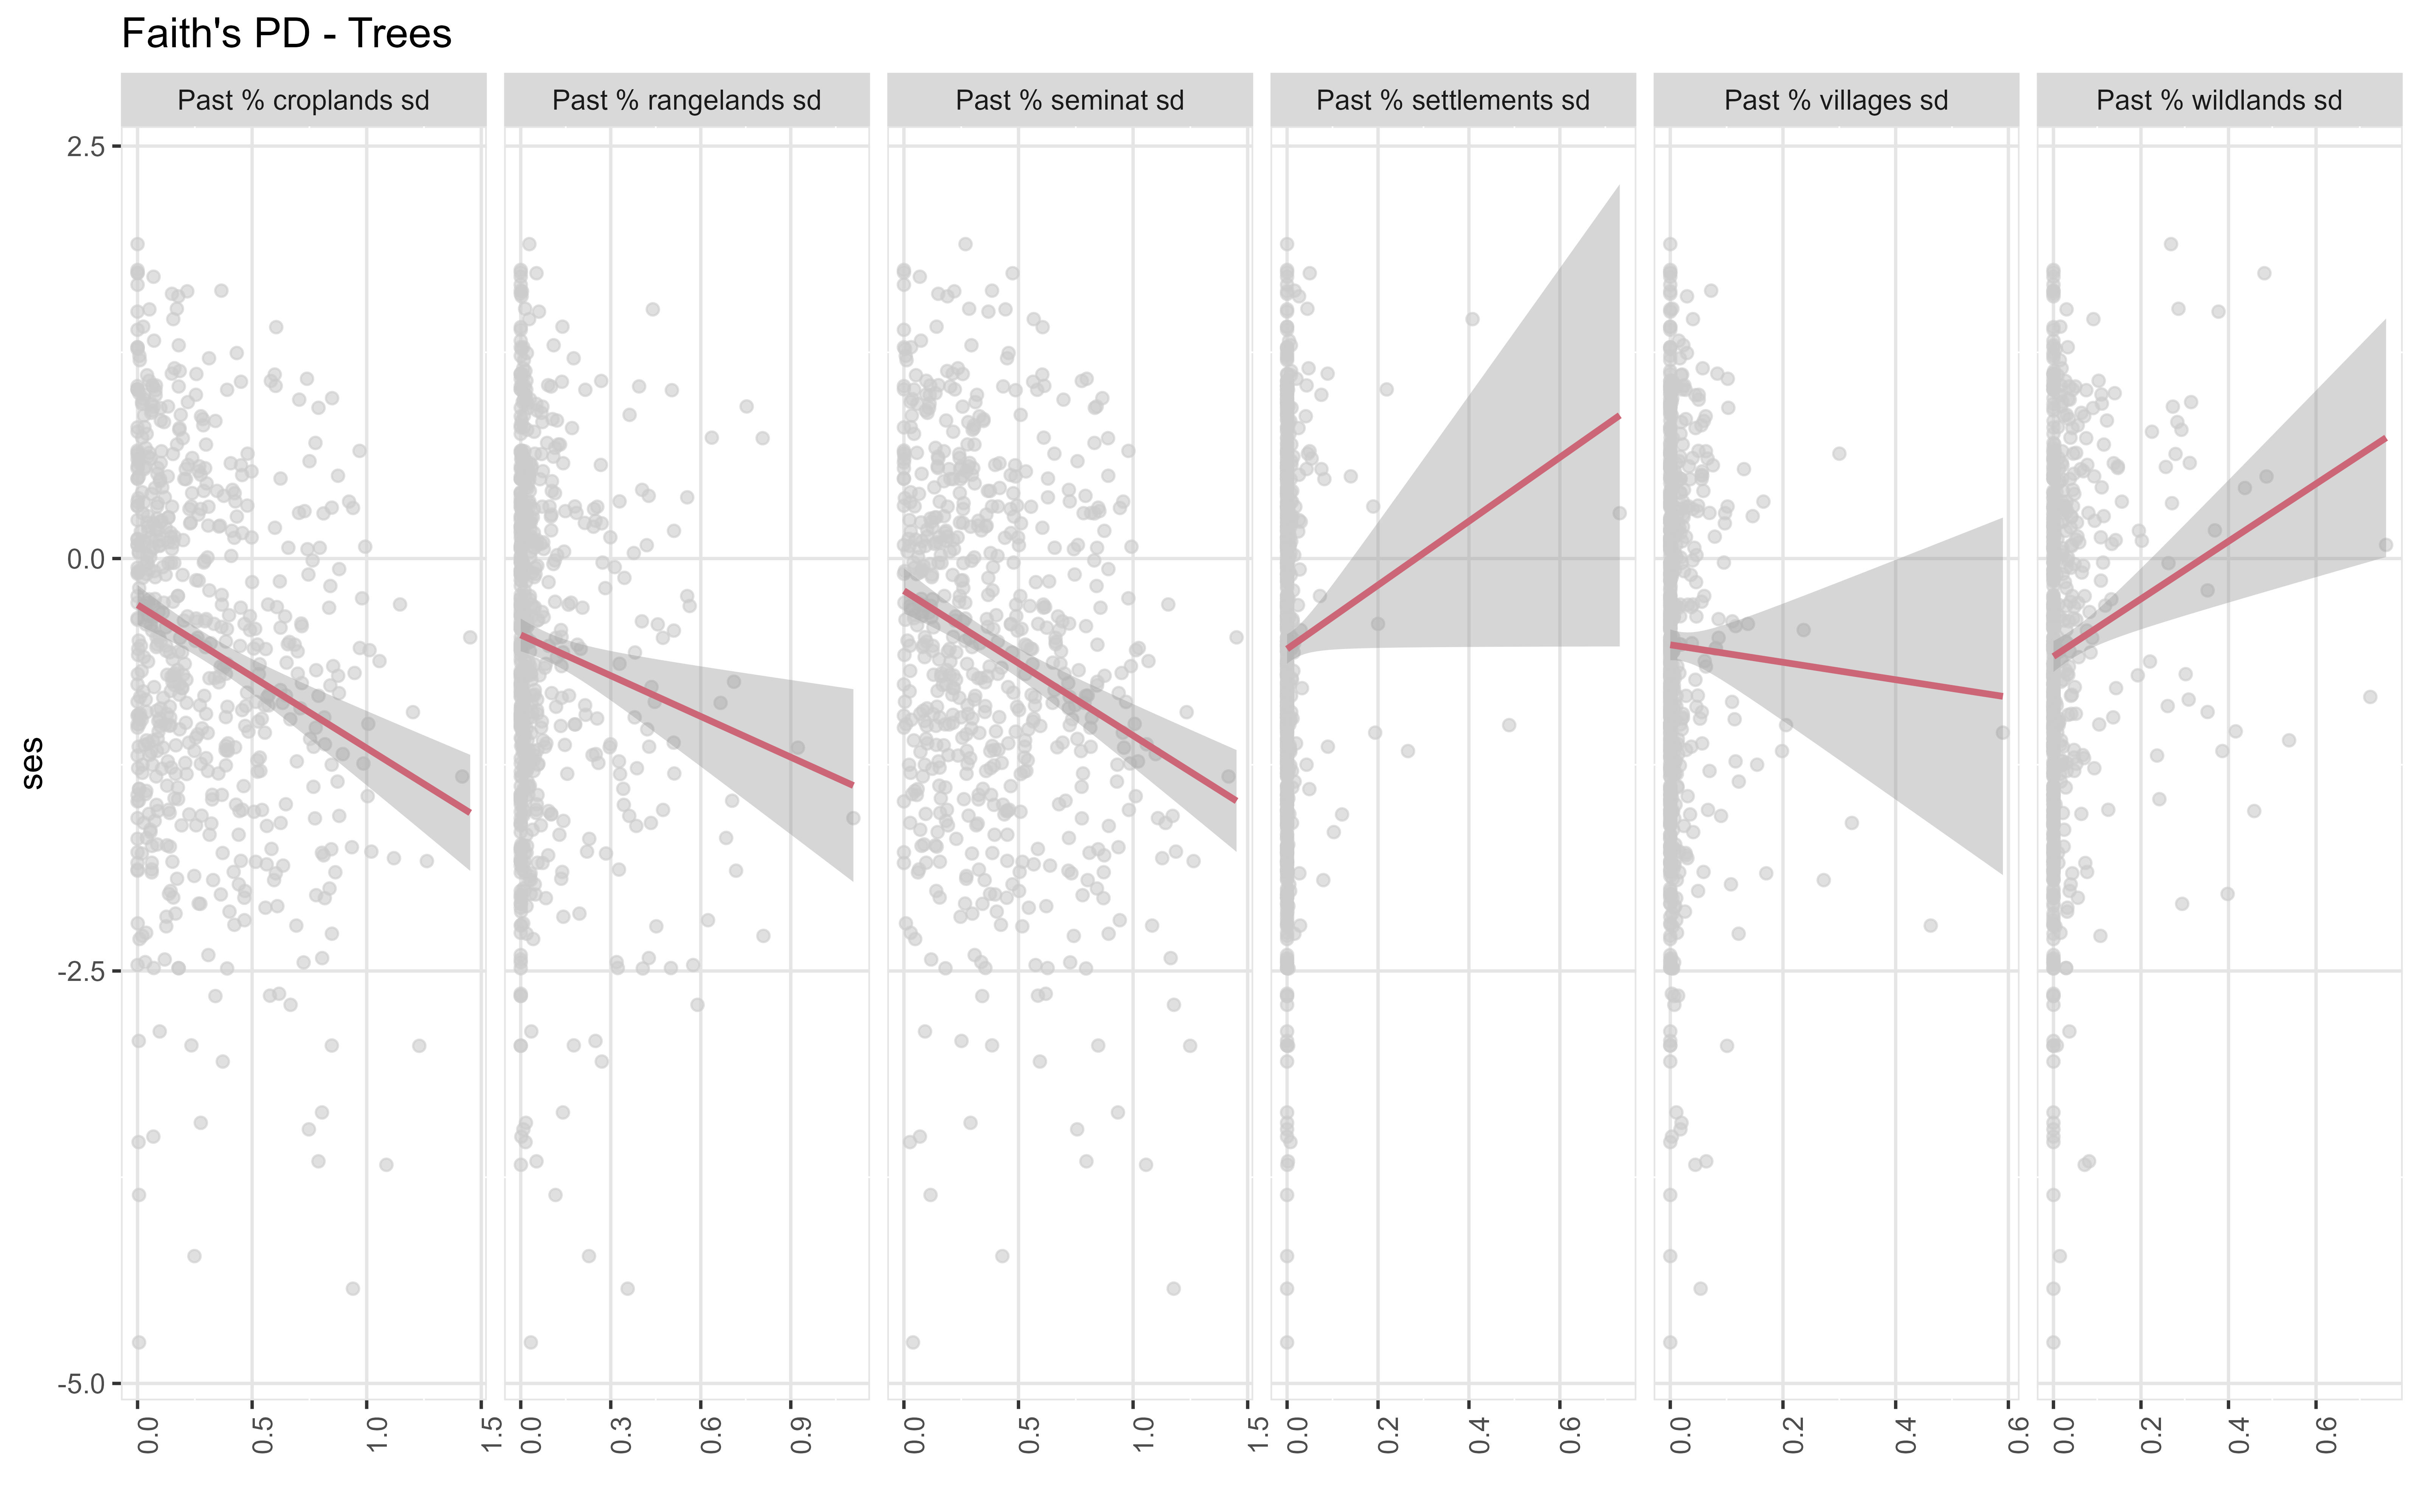 Faith's PD - Trees
Past % croplands sd
Past % rangelands sd
Past % seminat sd
Past % settlements sd
Past % villages sd
Past % wildlands sd
2.5
0.0
-2.5
-5.0
ses
0.0 0.5 1.0 1.5
0.0 0.3 0.6 0.9
0.0 0.5 1.0 1.5
0.0 0.2 0.4 0.6
0.0 0.2 0.4 0.6
0.0 0.2 0.4 0.6